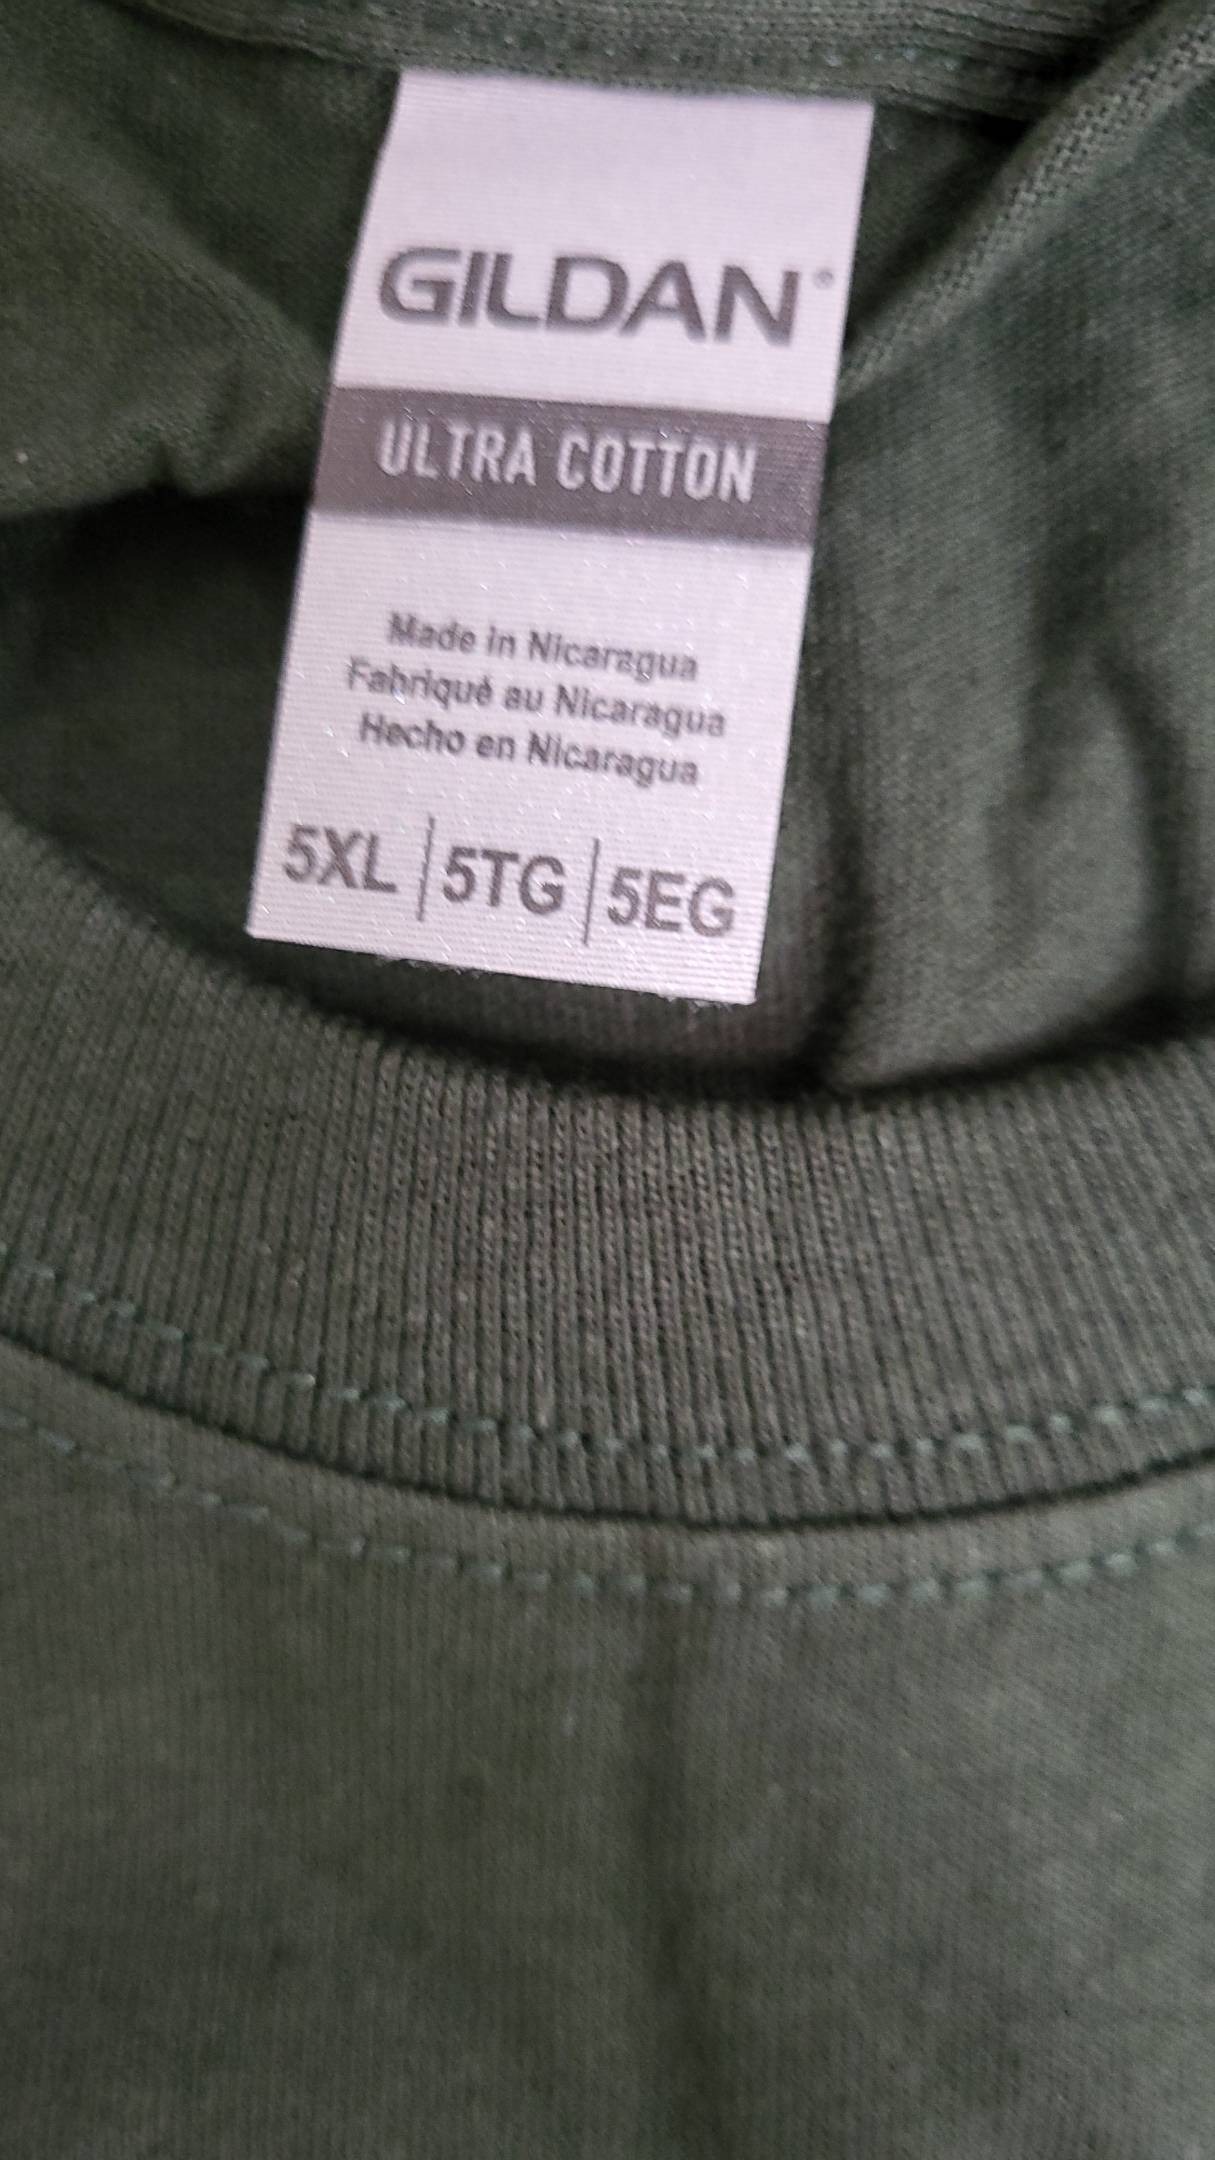 GILDAN®
ULTRA COTTON
Made in Nicaragua
Fabriqué au Nicaragua
Hecho en Nicaragua
5XL | 5TG | 5EG